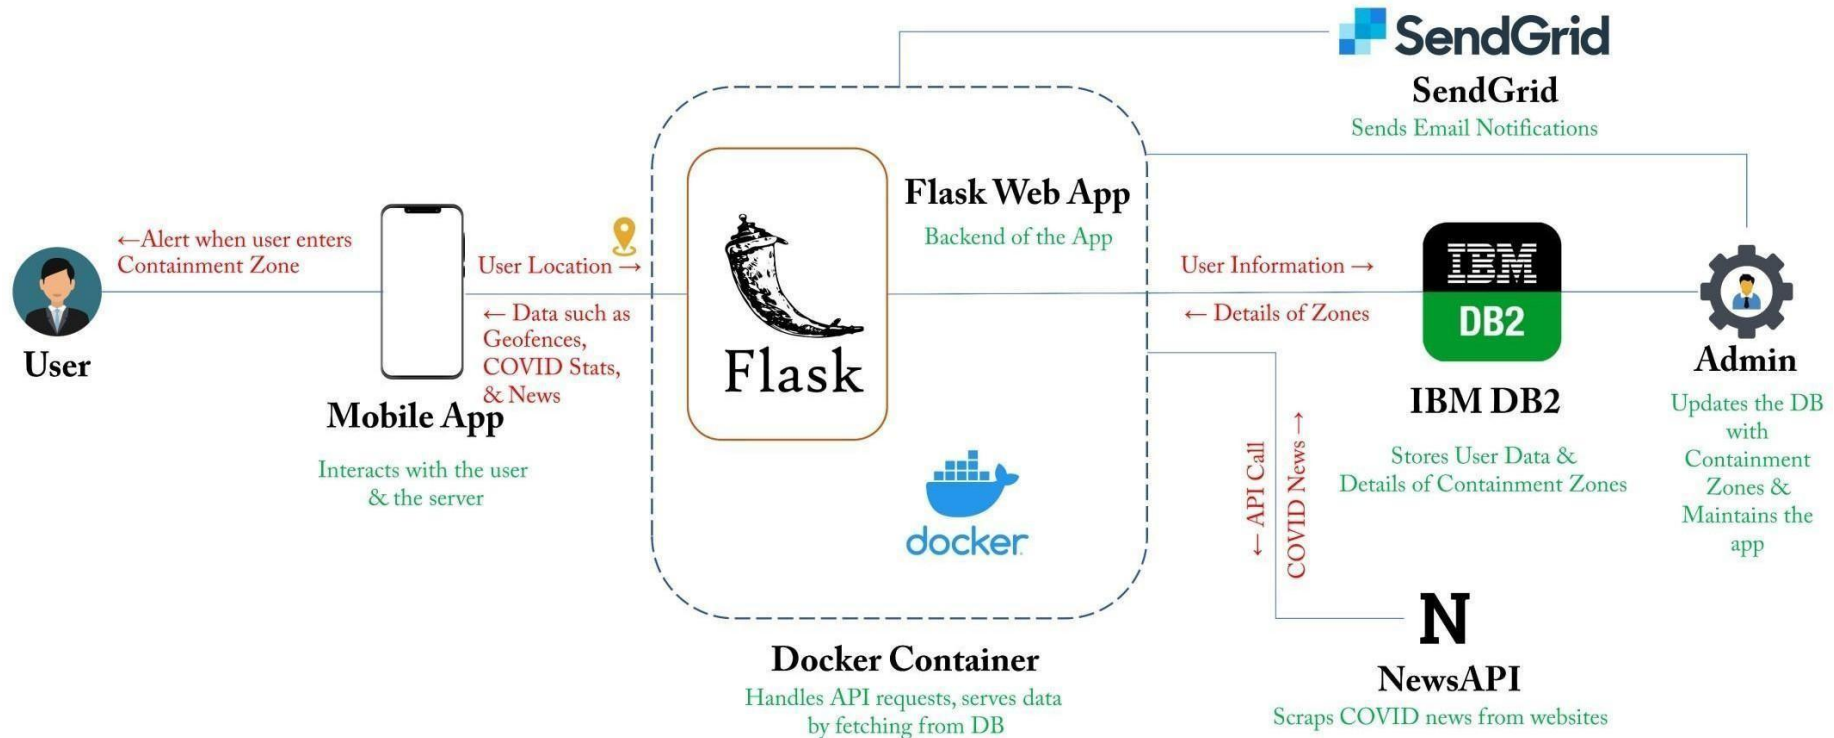 SendGrid
SendGrid
Sends Email Notifications
Flask Web App
Backend of the App
←Alert when user enters
Containment Zone
User
User Location →
← Data such as
Geofences,
COVID Stats,
& News
Mobile App
Interacts with the user
& the server
Flask
docker
Docker Container
Handles API requests, serves data
by fetching from DB
User Information →
← Details of Zones
IBM
DB2
IBM DB2
Stores User Data &
Details of Containment Zones
Admin
Updates the DB
with
Containment
Zones &
Maintains the
app
← API Call
COVID News →
N
NewsAPI
Scraps COVID news from websites